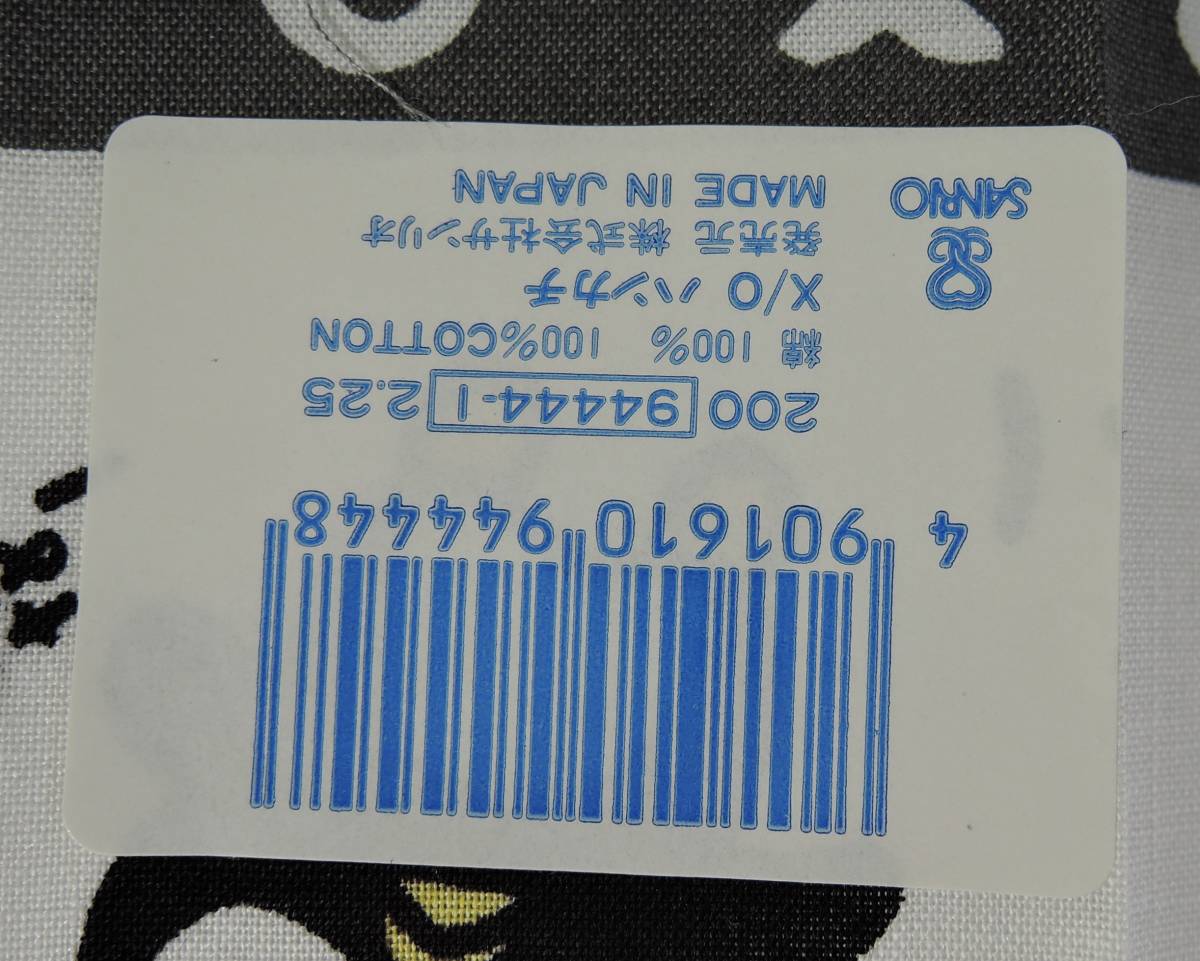 SANRIO
MADE IN JAPAN
発売元 株式会社サンリオ
X/O ハンカチ
綿 100% 100%COTTON
200 94444-1 2.25
4 901610 944448